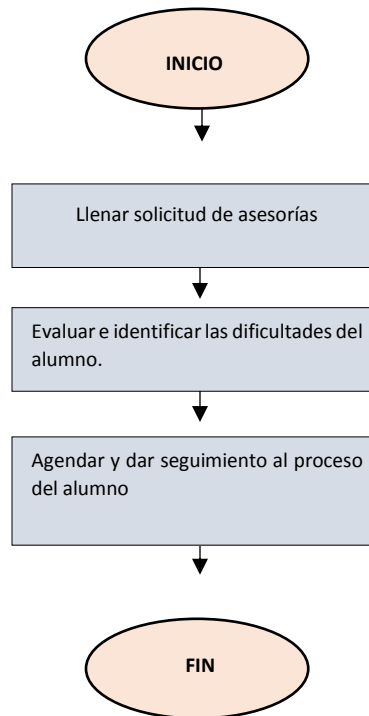 INICIO
Llenar solicitud de asesorías
Evaluar e identificar las dificultades del
alumno.
Agendar y dar seguimiento al proceso
del alumno
FIN